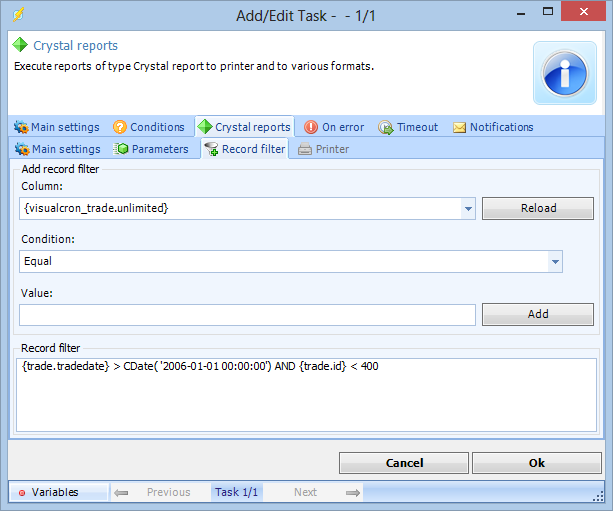 Add/Edit Task - - 1/1
Crystal reports
Execute reports of type Crystal report to printer and to various formats.
Main settings Conditions Crystal reports On error Timeout Notifications
Main settings Parameters Record filter Printer
Add record filter
Column:
{visualcron_trade.unlimited} Reload
Condition:
Equal
Value:
Add
Record filter
{trade.tradedate} > CDate( '2006-01-01 00:00:00') AND {trade.id} < 400
Cancel Ok
Variables Previous Task 1/1 Next